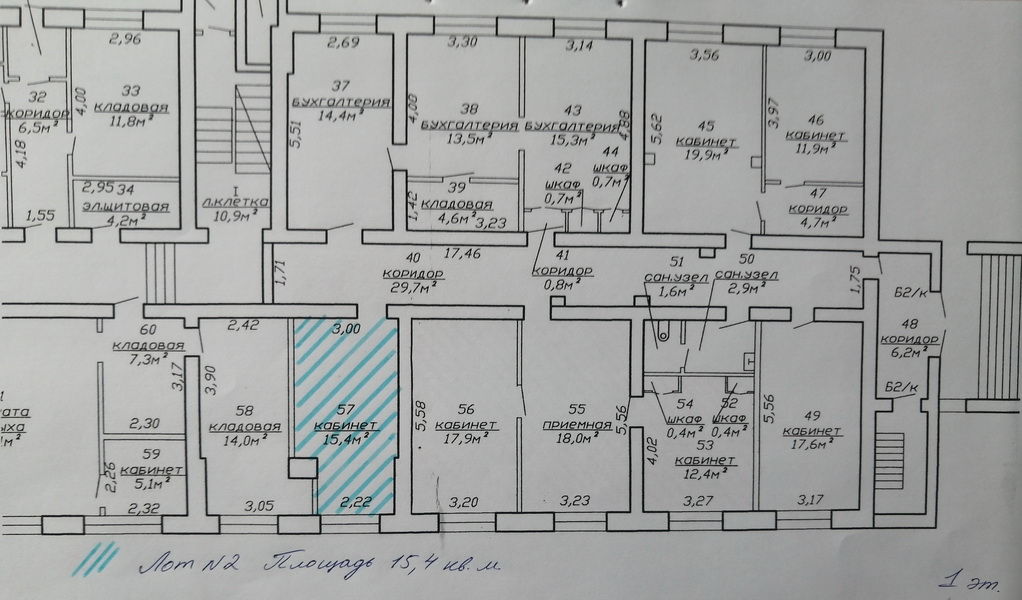 2,96
33
кладовая
11,8м²
4,00
32
коридор
6,5м²
4,18
1,55
2,95
34
эл.щитовая
4,2м²
I
л.клетка
10,9м²
2,69
37
бухгалтерия
14,4м²
5,51
3,30
4,00
38
бухгалтерия
13,5м²
39
кладовая
4,6м²
1,42
3,23
3,14
43
бухгалтерия
15,3м²
4,88
42
шкаф
0,7м²
44
шкаф
0,7м²
3,56
5,62
45
кабинет
19,9м²
3,00
3,97
46
кабинет
11,9м²
47
коридор
4,7м²
1,71
40
коридор
29,7м²
17,46
41
коридор
0,8м²
51
сан.узел
1,6м²
50
сан.узел
2,9м²
1,75
Б2/к
48
коридор
6,2м²
Б2/к
60
кладовая
7,3м²
3,17
2,30
59
кабинет
5,1м²
2,26
2,32
2,42
3,90
58
кладовая
14,0м²
3,05
3,00
57
кабинет
15,4м²
2,22
5,58
56
кабинет
17,9м²
3,20
55
приемная
18,0м²
5,56
3,23
54
шкаф
0,4м²
52
шкаф
0,4м²
4,02
53
кабинет
12,4м²
3,27
5,56
49
кабинет
17,6м²
3,17
Лот N2 Площадь 15,4 кв.м.
1 эт.